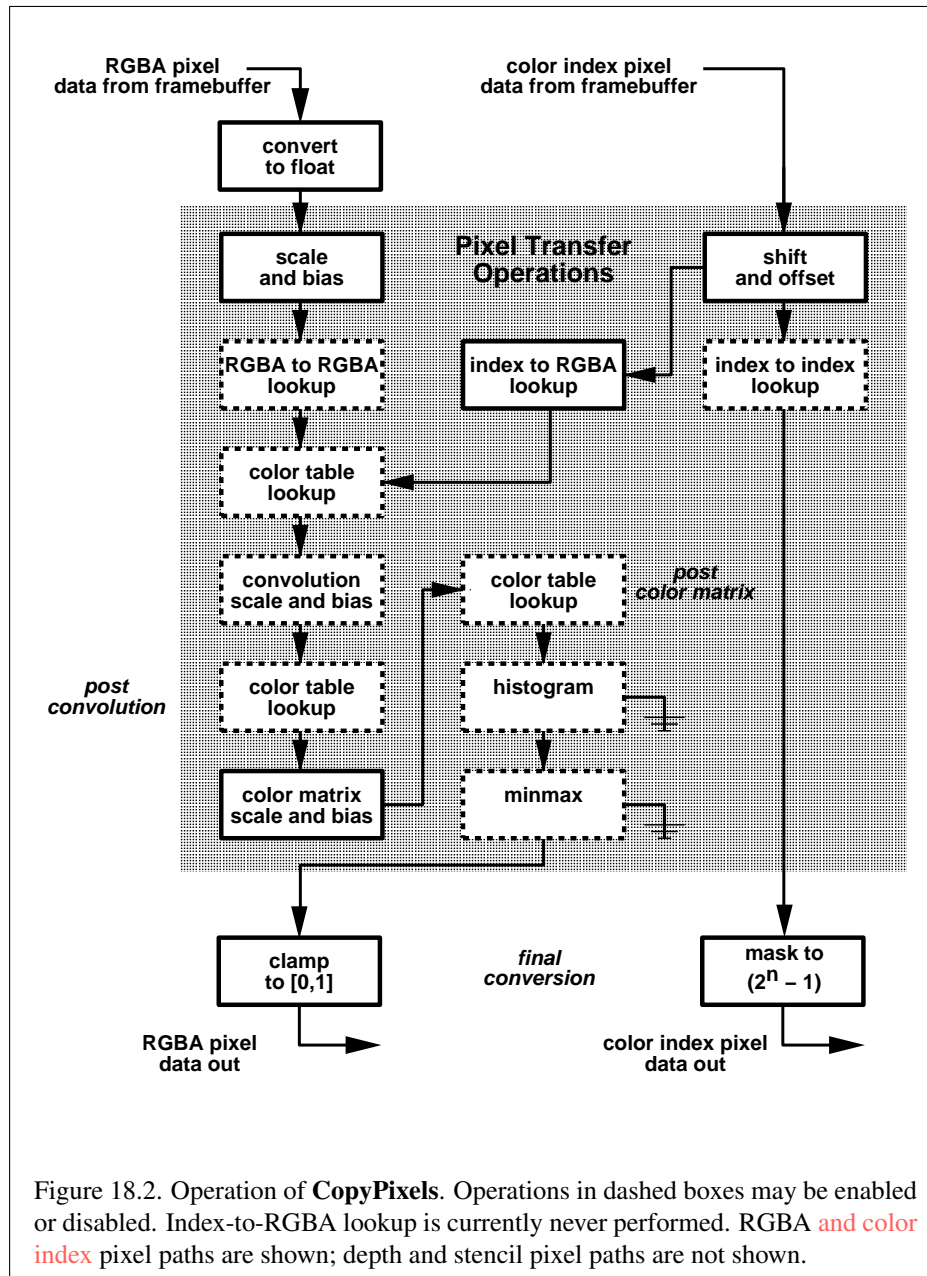 RGBA pixel
data from framebuffer
color index pixel
data from framebuffer
convert
to float
Pixel Transfer
Operations
scale
and bias
shift
and offset
RGBA to RGBA
lookup
index to RGBA
lookup
index to index
lookup
color table
lookup
convolution
scale and bias
color table
lookup
post
color matrix
post
convolution
color table
lookup
histogram
color matrix
scale and bias
minmax
clamp
to [0,1]
final
conversion
mask to
(2^n − 1)
RGBA pixel
data out
color index pixel
data out
Figure 18.2. Operation of CopyPixels. Operations in dashed boxes may be enabled
or disabled. Index-to-RGBA lookup is currently never performed. RGBA and color
index pixel paths are shown; depth and stencil pixel paths are not shown.